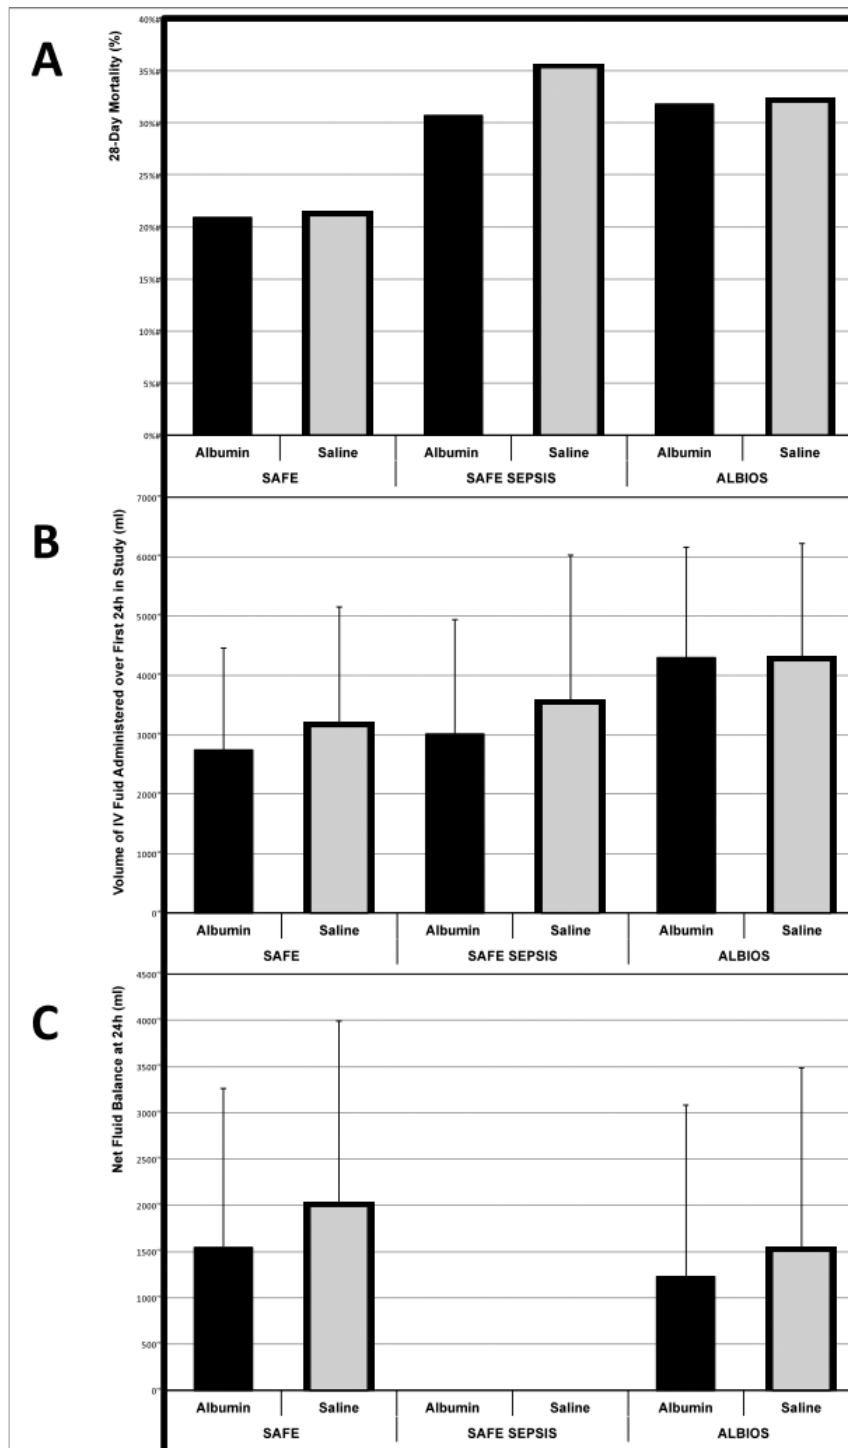 A
28-Day Mortality (%)
40%#
35%#
30%#
25%#
20%#
15%#
10%#
5%#
0%#
Albumin Saline Albumin Saline Albumin Saline
SAFE SAFE SEPSIS ALBIOS
B
Volume of IV Fuid Administered over First 24h in Study (ml)
7000"
6000"
5000"
4000"
3000"
2000"
1000"
0"
Albumin Saline Albumin Saline Albumin Saline
SAFE SAFE SEPSIS ALBIOS
C
Net Fluid Balance at 24h (ml)
4500"
4000"
3500"
3000"
2500"
2000"
1500"
1000"
500"
0"
Albumin Saline Albumin Saline Albumin Saline
SAFE SAFE SEPSIS ALBIOS